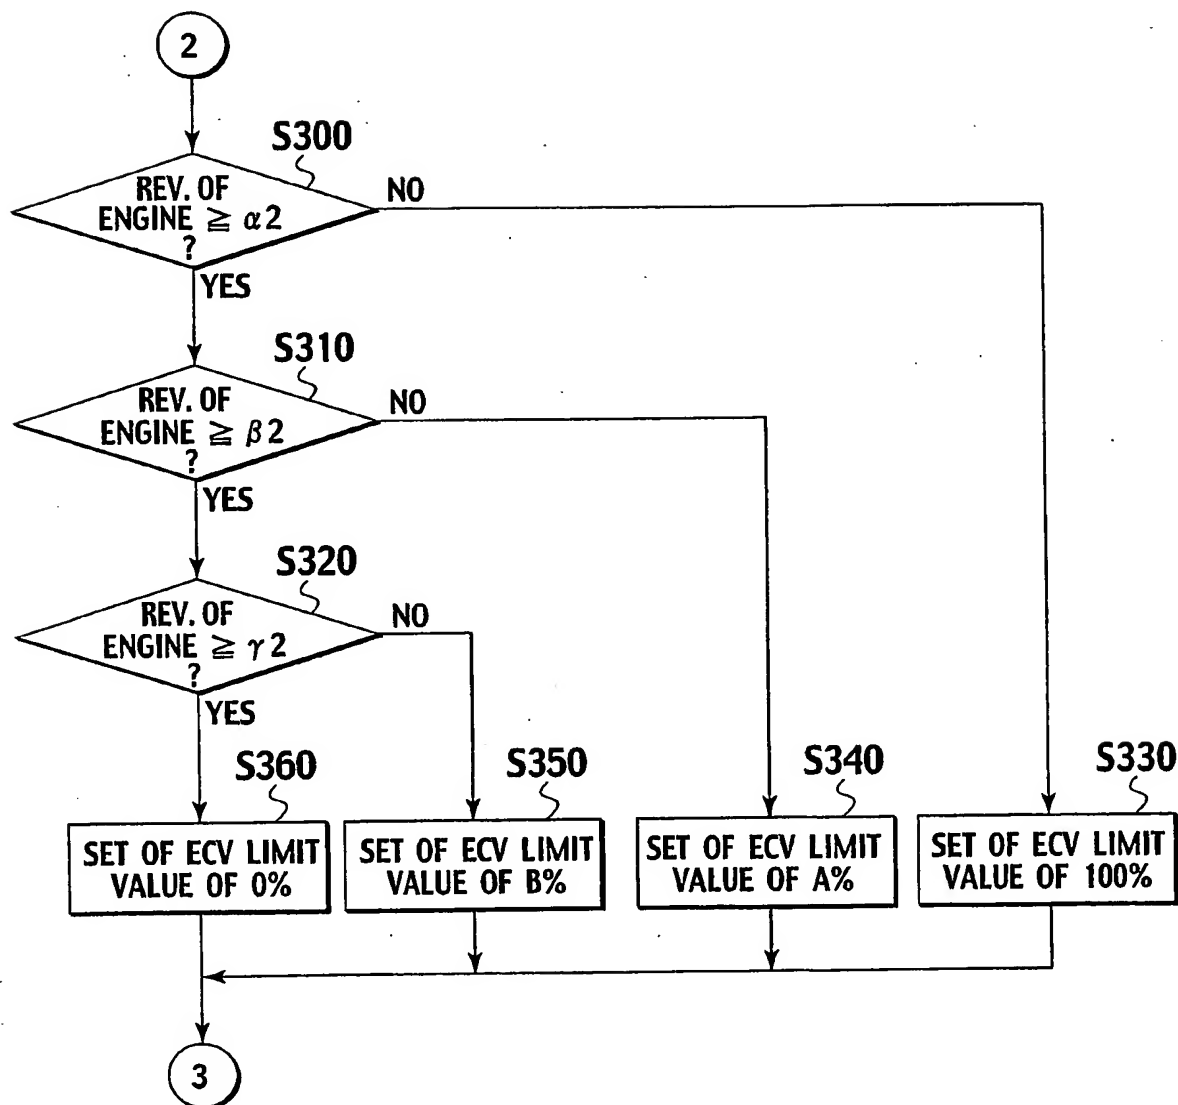 2
S300
REV. OF
ENGINE ≧ α2
?
NO
YES
S310
REV. OF
ENGINE ≧ β2
?
NO
YES
S320
REV. OF
ENGINE ≧ γ2
?
NO
YES
S360
SET OF ECV LIMIT
VALUE OF 0%
S350
SET OF ECV LIMIT
VALUE OF B%
S340
SET OF ECV LIMIT
VALUE OF A%
S330
SET OF ECV LIMIT
VALUE OF 100%
3